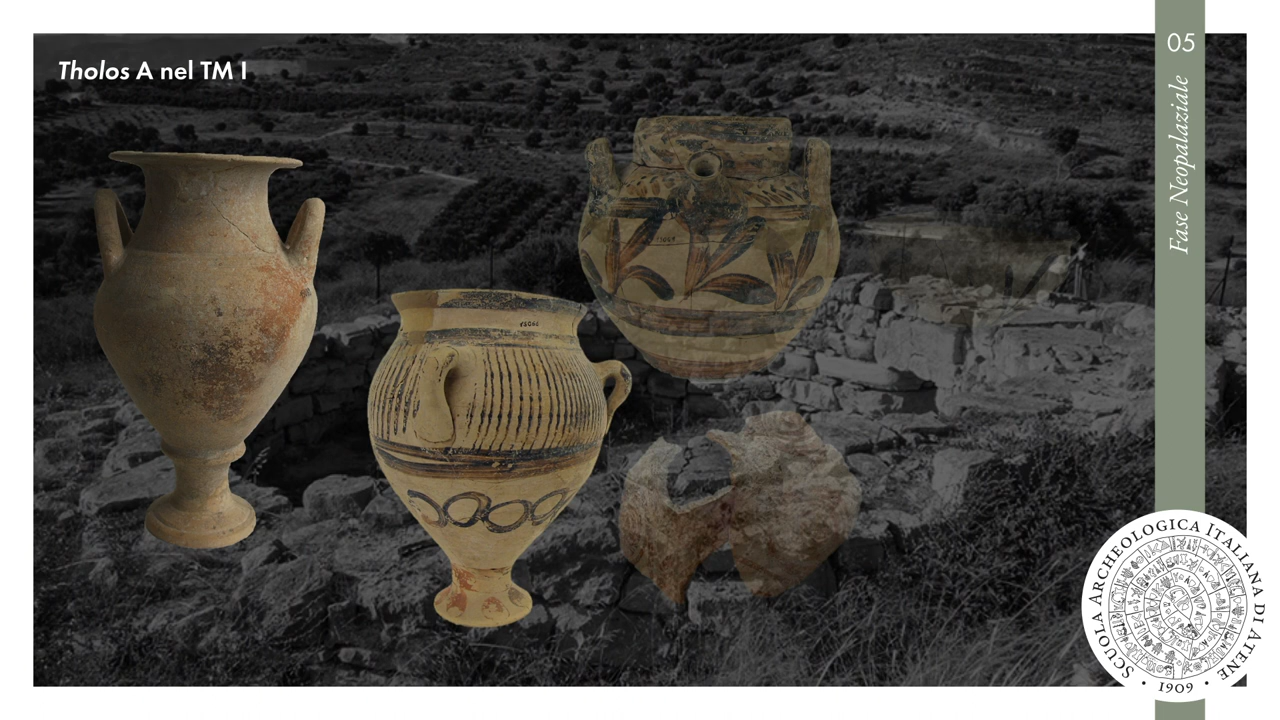 Tholos A nel TM I
05
Fase Neopalaziale
SCUOLA ARCHEOLOGICA ITALIANA DI ATENE
• 1909 •